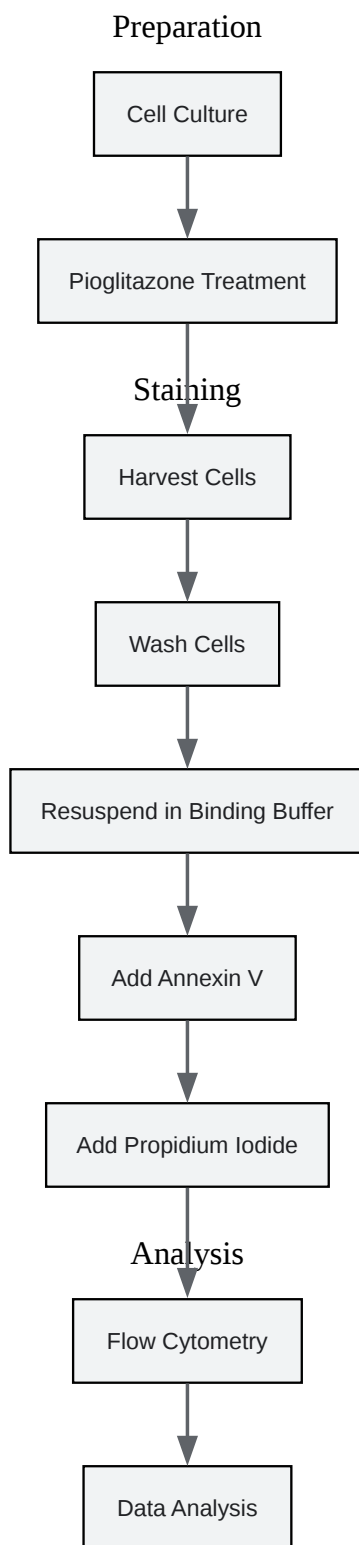 Preparation
Cell Culture
Pioglitazone Treatment
Staining
Harvest Cells
Wash Cells
Resuspend in Binding Buffer
Add Annexin V
Add Propidium Iodide
Analysis
Flow Cytometry
Data Analysis